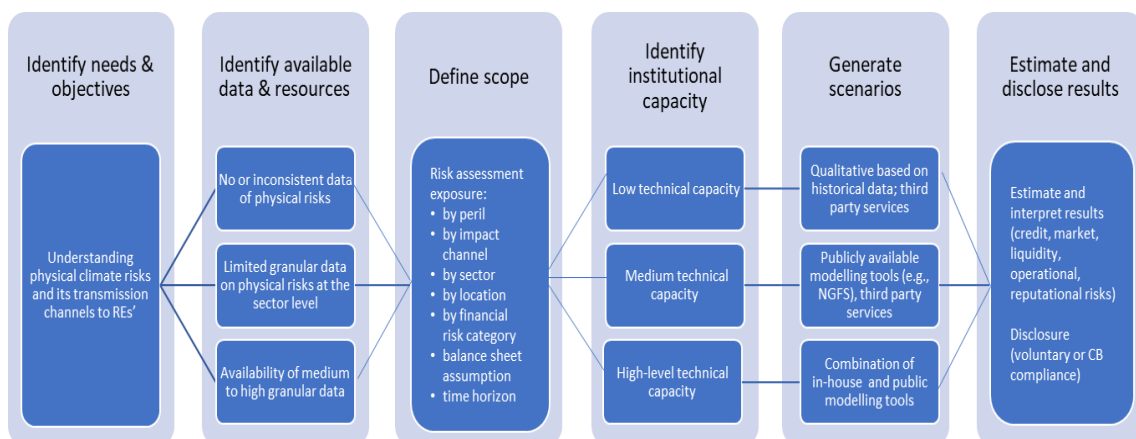 Identify needs &
objectives
Understanding
physical climate risks
and its transmission
channels to REs'
Identify available
data & resources
No or inconsistent data
of physical risks
Limited granular data
on physical risks at the
sector level
Availability of medium
to high granular data
Define scope
Risk assessment
exposure:
• by peril
• by impact
channel
• by sector
• by location
• by financial
risk category
• balance sheet
assumption
• time horizon
Identify
institutional
capacity
Low technical capacity
Medium technical
capacity
High-level technical
capacity
Generate
scenarios
Qualitative based on
historical data; third
party services
Publicly available
modelling tools (e.g.,
NGFS), third party
services
Combination of
in-house and public
modelling tools
Estimate and
disclose results
Estimate and
interpret results
(credit, market,
liquidity,
operational,
reputational risks)
Disclosure
(voluntary or CB
compliance)